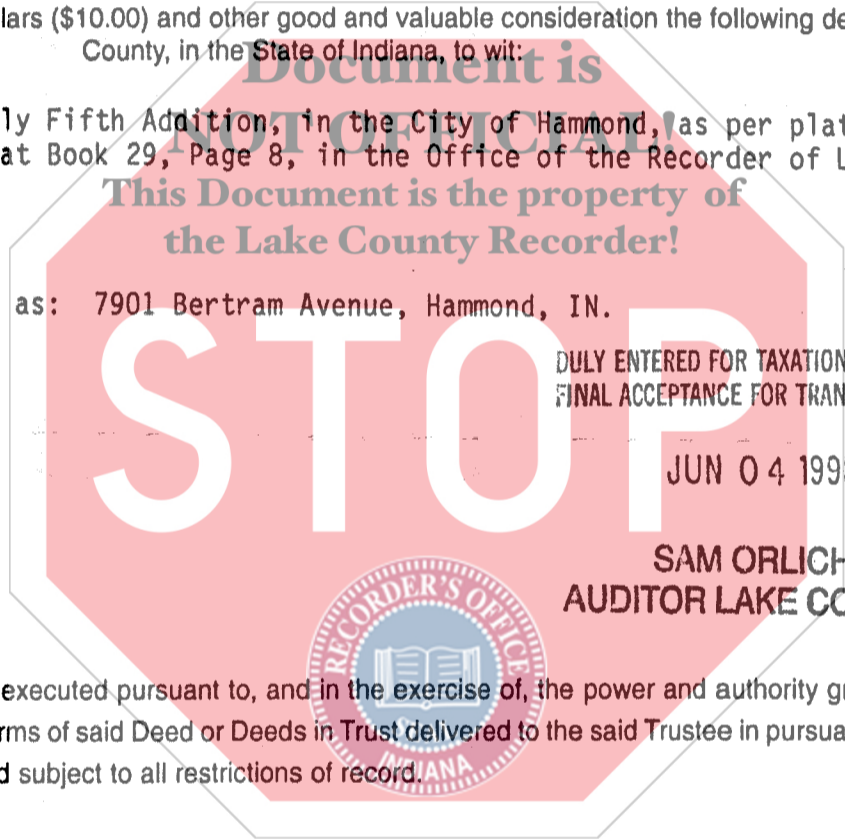 lars ($10.00) and other good and valuable consideration the following de
County, in the State of Indiana, to wit:
Document is
ly Fifth Addition, in the City of Hammond, as per plat
NOT OFFICIAL!
at Book 29, Page 8, in the Office of the Recorder of L
This Document is the property of
the Lake County Recorder!
as: 7901 Bertram Avenue, Hammond, IN.
STOP
DULY ENTERED FOR TAXATION
FINAL ACCEPTANCE FOR TRAN
JUN 04 199
SAM ORLICH
AUDITOR LAKE CO
RECORDER'S OFFICE
executed pursuant to, and in the exercise of, the power and authority gr
rms of said Deed or Deeds in Trust delivered to the said Trustee in pursua
SEAL
d subject to all restrictions of record.
INDIANA